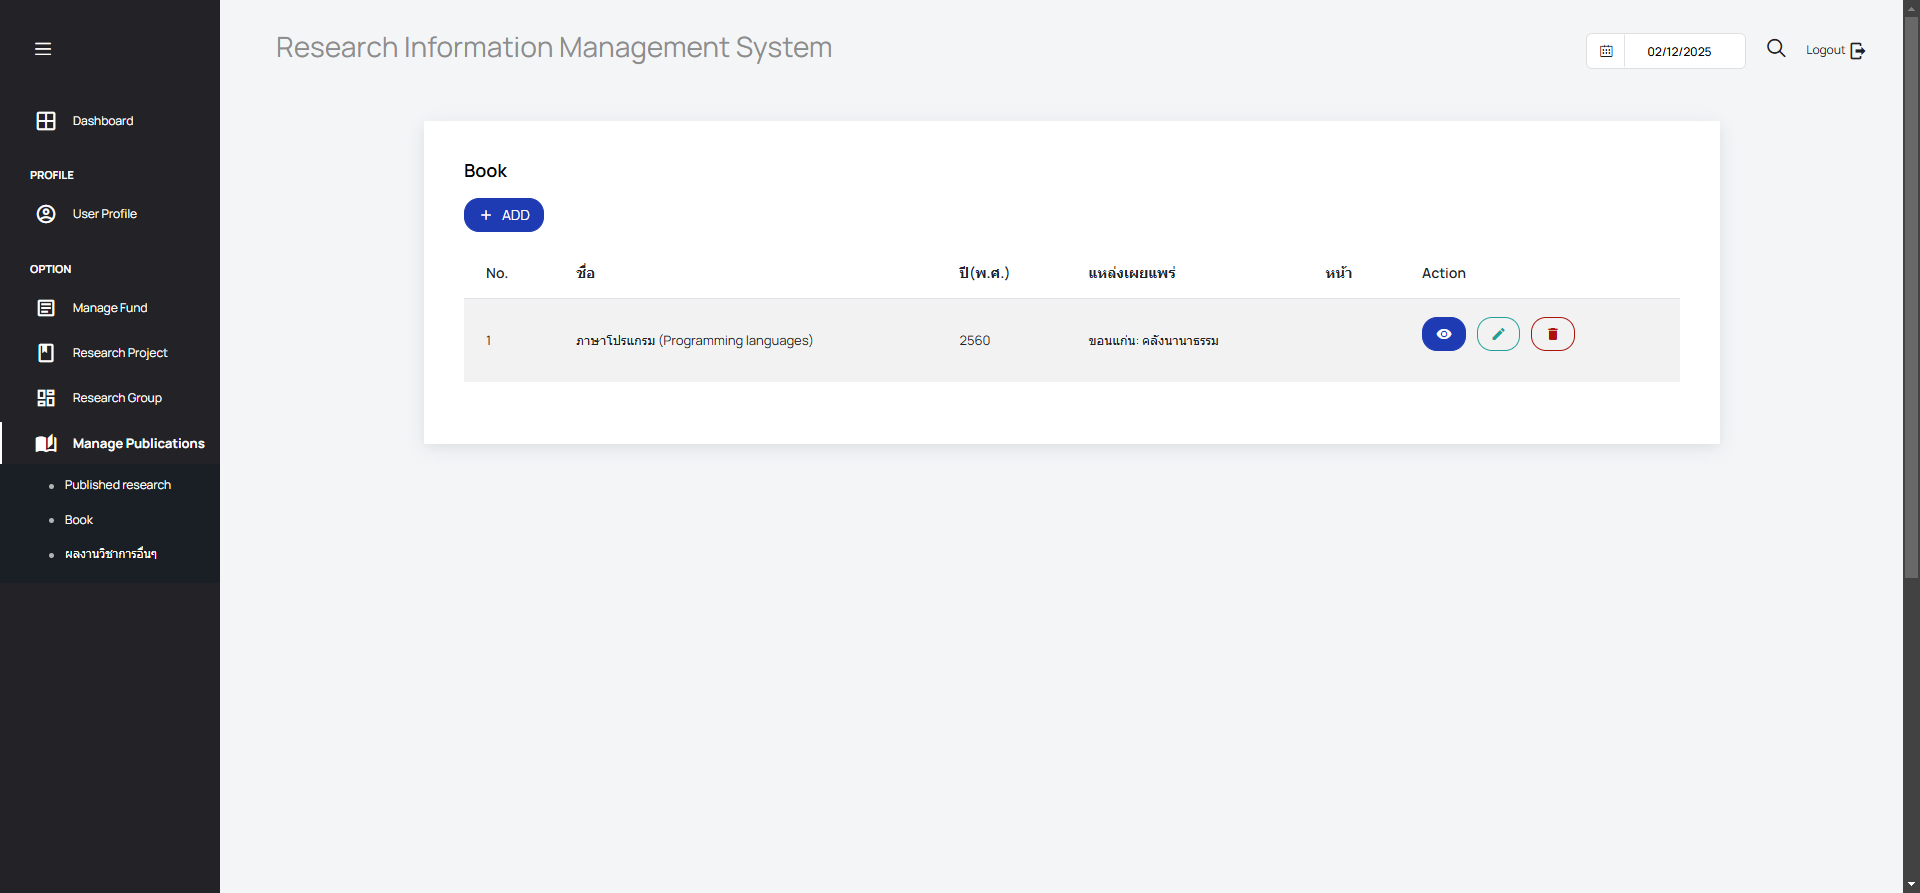 Research Information Management System
02/12/2025
Logout
Dashboard
PROFILE
User Profile
OPTION
Manage Fund
Research Project
Research Group
Manage Publications
Published research
Book
ผลงานวิชาการอื่นๆ
Book
+ ADD
No. ชื่อ ปี(พ.ศ.) แหล่งเผยแพร่ หน้า Action
1 ภาษาโปรแกรม (Programming languages) 2560 ขอนแก่น: คลังนานาธรรม